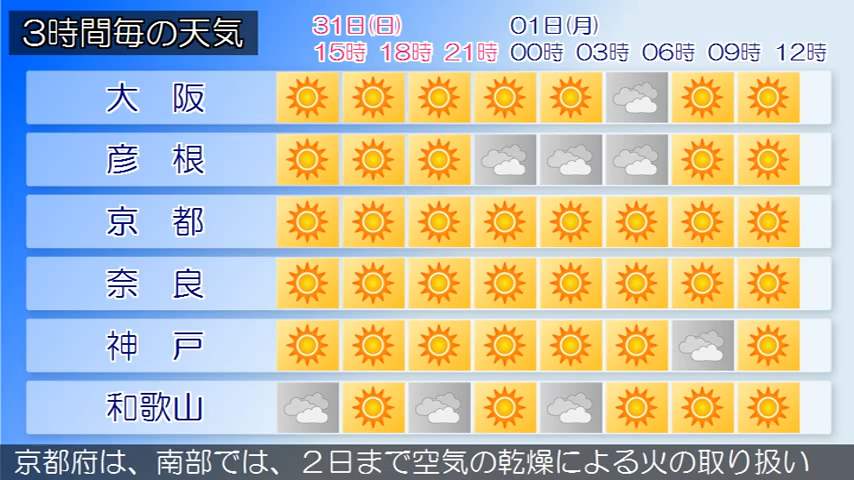 3時間毎の天気
31日(日) 01日(月)
15時 18時 21時 00時 03時 06時 09時 12時
大阪
彦根
京都
奈良
神戸
和歌山
京都府は、南部では、２日まで空気の乾燥による火の取り扱い